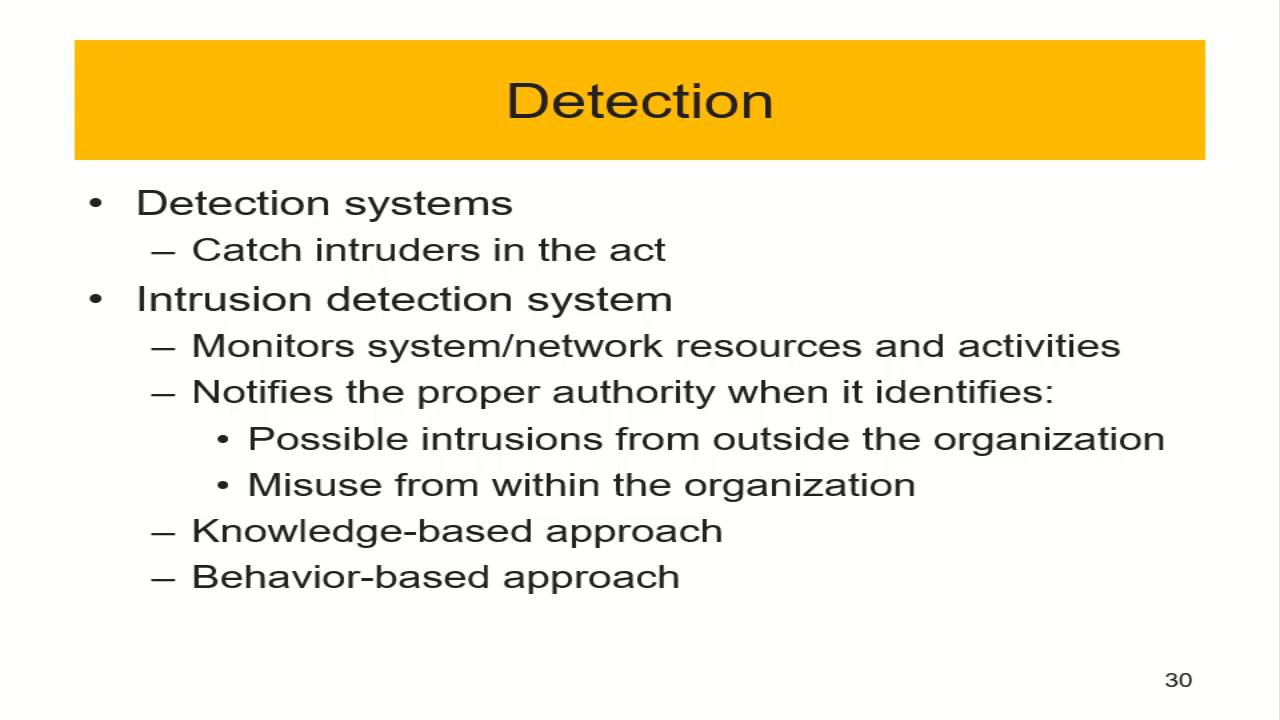 Detection
• Detection systems
– Catch intruders in the act
• Intrusion detection system
– Monitors system/network resources and activities
– Notifies the proper authority when it identifies:
• Possible intrusions from outside the organization
• Misuse from within the organization
– Knowledge-based approach
– Behavior-based approach
30